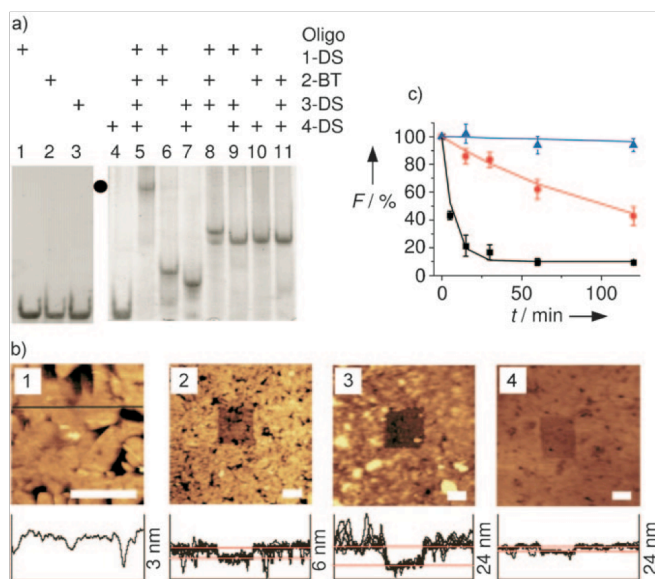 a)
Oligo
+ + + + + + 1-DS
+ + + + + + 2-BT
+ + + + + + 3-DS
+ + + + + + 4-DS
1 2 3 4 5 6 7 8 9 10 11
c)
100
80
60
40
20
0
F / %
0 50 100
t / min
b)
1 2 3 4
3 nm
6 nm
24 nm
24 nm